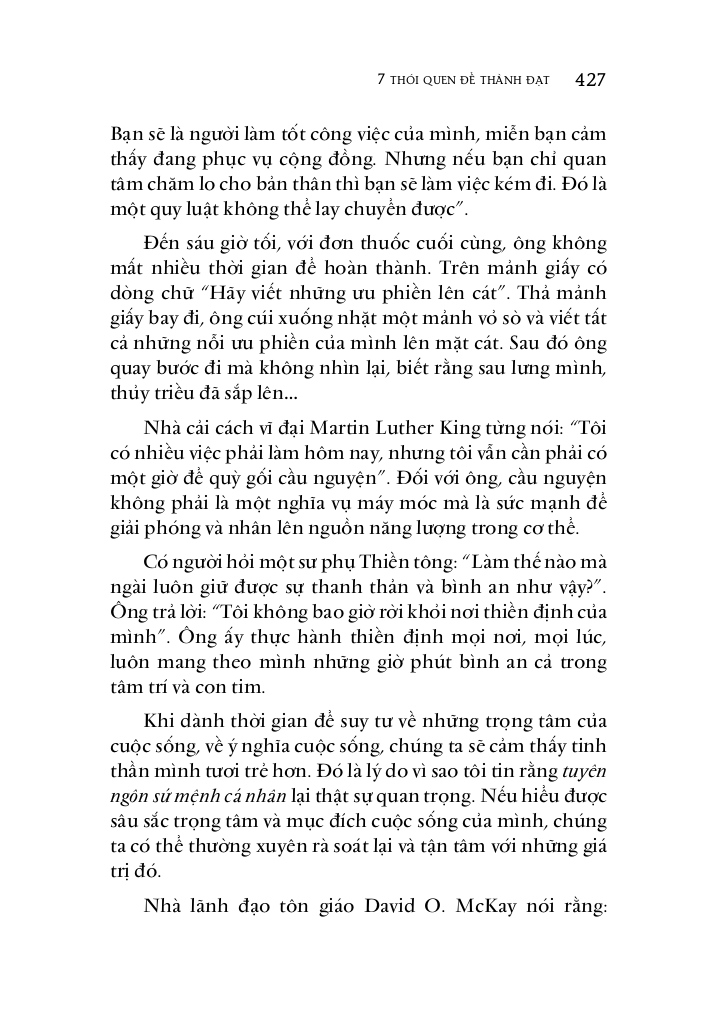 7 THÓI QUEN ĐỂ THÀNH ĐẠT 427
Bạn sẽ là người làm tốt công việc của mình, miễn bạn cảm
thấy đang phục vụ cộng đồng. Nhưng nếu bạn chỉ quan
tâm chăm lo cho bản thân thì bạn sẽ làm việc kém đi. Đó là
một quy luật không thể lay chuyển được”.
Đến sáu giờ tối, với đơn thuốc cuối cùng, ông không
mất nhiều thời gian để hoàn thành. Trên mảnh giấy có
dòng chữ “Hãy viết những ưu phiền lên cát”. Thả mảnh
giấy bay đi, ông cúi xuống nhặt một mảnh vỏ sò và viết tất
cả những nỗi ưu phiền của mình lên mặt cát. Sau đó ông
quay bước đi mà không nhìn lại, biết rằng sau lưng mình,
thủy triều đã sắp lên...
Nhà cải cách vĩ đại Martin Luther King từng nói: “Tôi
có nhiều việc phải làm hôm nay, nhưng tôi vẫn cần phải có
một giờ để quỳ gối cầu nguyện”. Đối với ông, cầu nguyện
không phải là một nghĩa vụ máy móc mà là sức mạnh để
giải phóng và nhân lên nguồn năng lượng trong cơ thể.
Có người hỏi một sư phụ Thiền tông: “Làm thế nào mà
ngài luôn giữ được sự thanh thản và bình an như vậy?”.
Ông trả lời: “Tôi không bao giờ rời khỏi nơi thiền định của
mình”. Ông ấy thực hành thiền định mọi nơi, mọi lúc,
luôn mang theo mình những giờ phút bình an cả trong
tâm trí và con tim.
Khi dành thời gian để suy tư về những trọng tâm của
cuộc sống, về ý nghĩa cuộc sống, chúng ta sẽ cảm thấy tinh
thần mình tươi trẻ hơn. Đó là lý do vì sao tôi tin rằng tuyên
ngôn sứ mệnh cá nhân lại thật sự quan trọng. Nếu hiểu được
sâu sắc trọng tâm và mục đích cuộc sống của mình, chúng
ta có thể thường xuyên rà soát lại và tận tâm với những giá
trị đó.
Nhà lãnh đạo tôn giáo David O. McKay nói rằng: